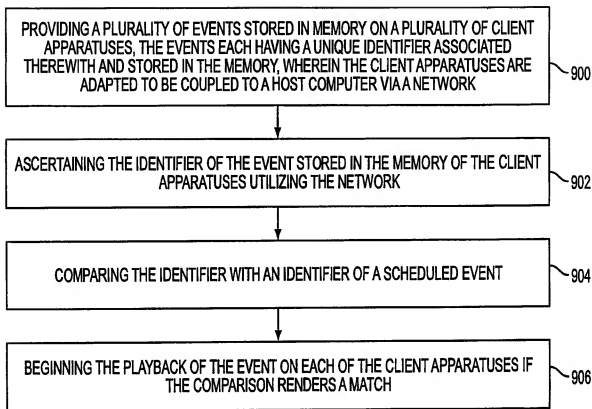 PROVIDING A PLURALITY OF EVENTS STORED IN MEMORY ON A PLURALITY OF CLIENT
APPARATUSES, THE EVENTS EACH HAVING A UNIQUE IDENTIFIER ASSOCIATED
THEREWITH AND STORED IN THE MEMORY, WHEREIN THE CLIENT APPARATUSES ARE
ADAPTED TO BE COUPLED TO A HOST COMPUTER VIA A NETWORK
900
ASCERTAINING THE IDENTIFIER OF THE EVENT STORED IN THE MEMORY OF THE CLIENT
APPARATUSES UTILIZING THE NETWORK
902
COMPARING THE IDENTIFIER WITH AN IDENTIFIER OF A SCHEDULED EVENT
904
BEGINNING THE PLAYBACK OF THE EVENT ON EACH OF THE CLIENT APPARATUSES IF
THE COMPARISON RENDERS A MATCH
906